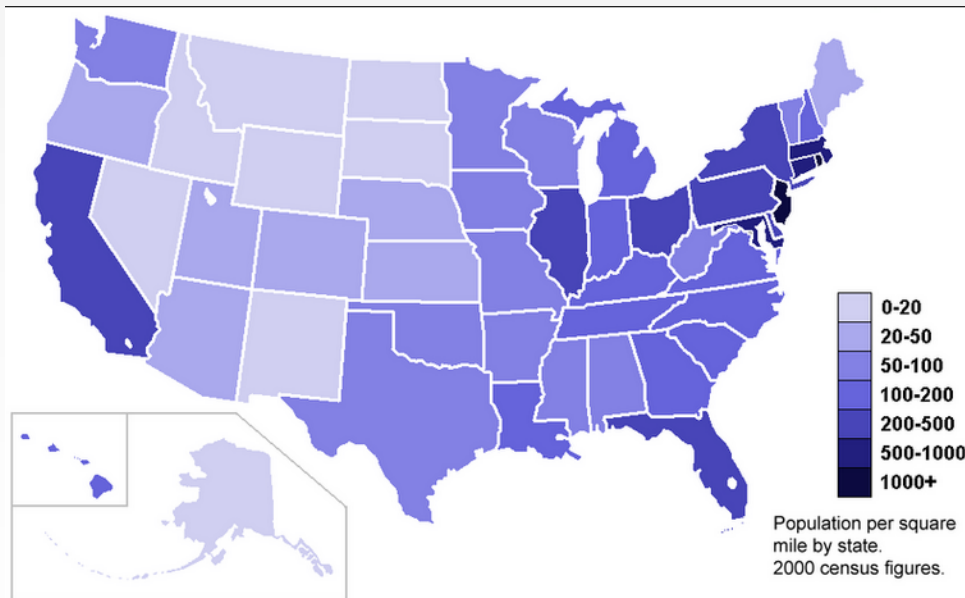 0-20
20-50
50-100
100-200
200-500
500-1000
1000+
Population per square
mile by state.
2000 census figures.